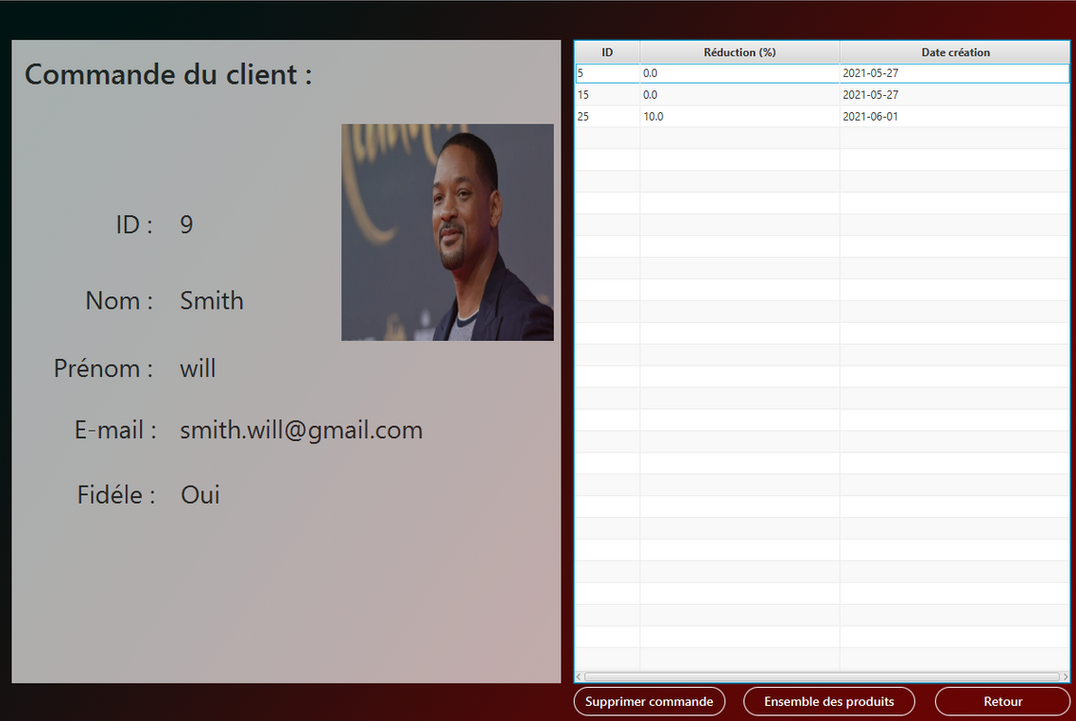 Commande du client :
ID : 9
Nom : Smith
Prénom : will
E-mail : smith.will@gmail.com
Fidéle : Oui
ID Réduction (%) Date création
5 0.0 2021-05-27
15 0.0 2021-05-27
25 10.0 2021-06-01
Supprimer commande Ensemble des produits Retour